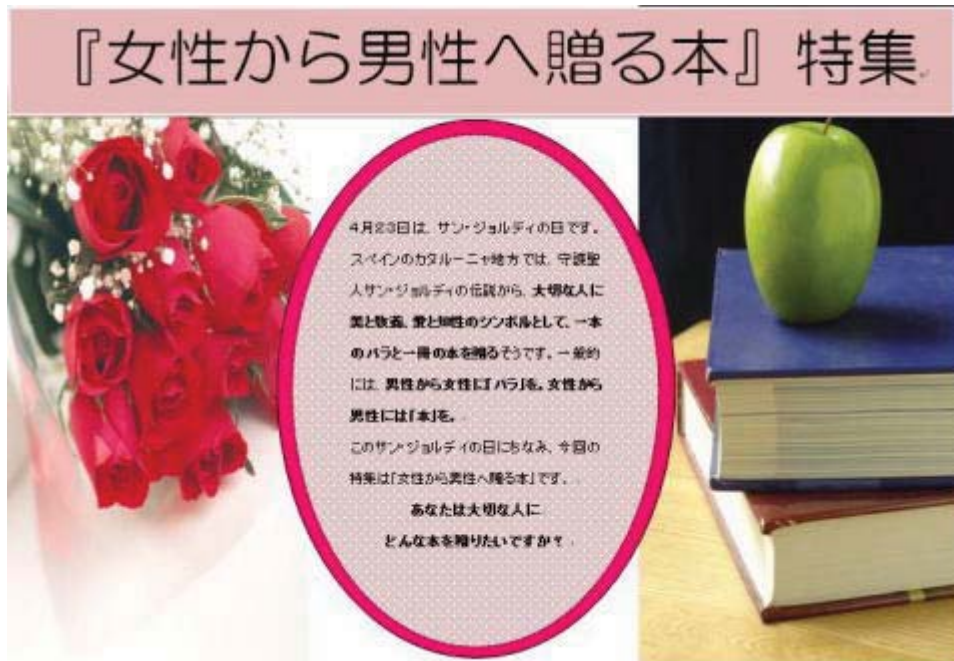 『女性から男性へ贈る本』特集
4月23日は、サン・ジョルディの日です。
スペインのカタルーニャ地方では、守護聖
人サン・ジョルディの伝説から、大切な人に
美と教義、愛と知性のシンボルとして、一本
のバラと一冊の本を贈るそうです。一般的
には、男性から女性に「バラ」を。女性から
男性には「本」を。
このサン・ジョルディの日にちなみ、今回の
特集は「女性から男性へ贈る本」です。
あなたは大切な人に
どんな本を贈りたいですか？